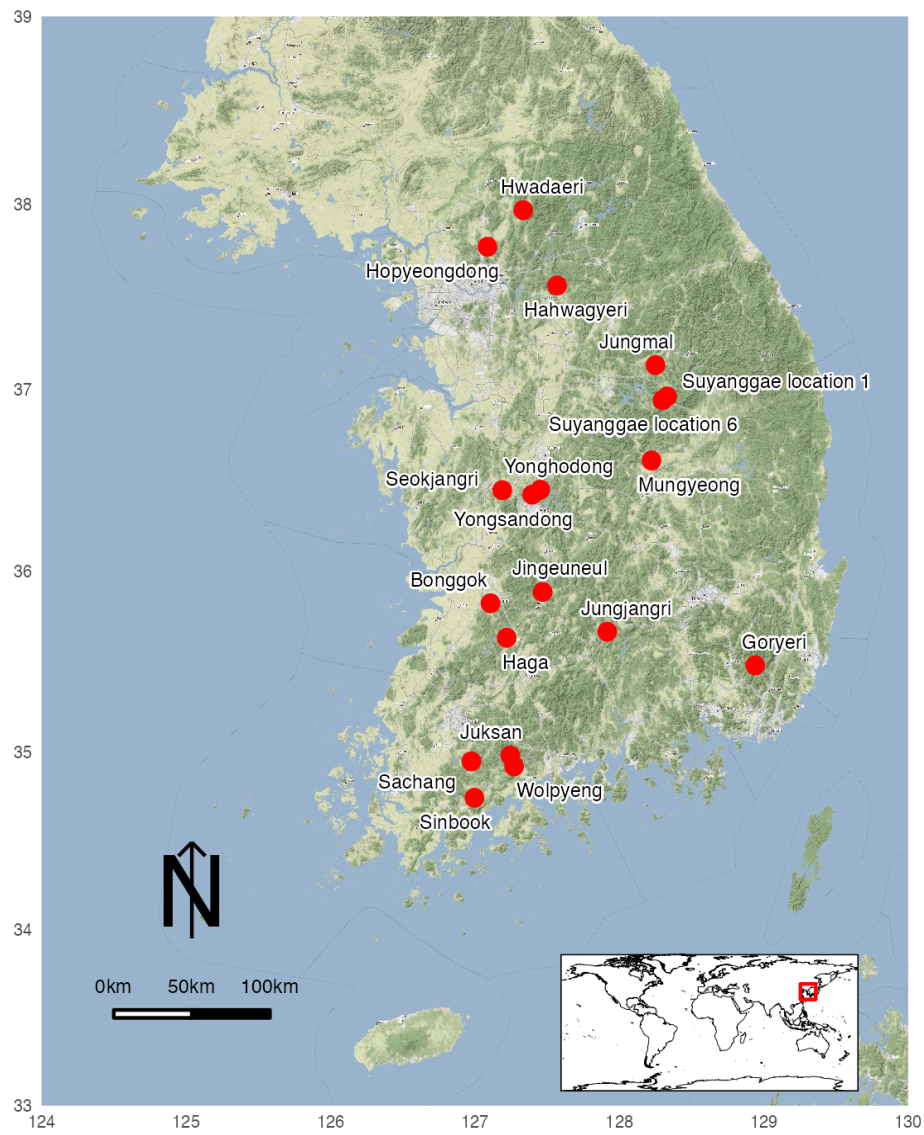 39
38
37
36
35
34
33
Hwadaeri
Hopyeongdong
Hahwagyeri
Jungmal
Suyanggae location 1
Suyanggae location 6
Mungyeong
Seokjangri
Yonghodong
Yongsandong
Jingeuneul
Bonggok
Jungjangri
Haga
Goryeri
Juksan
Sachang
Wolpyeng
Sinbook
N
0km 50km 100km
124 125 126 127 128 129 130